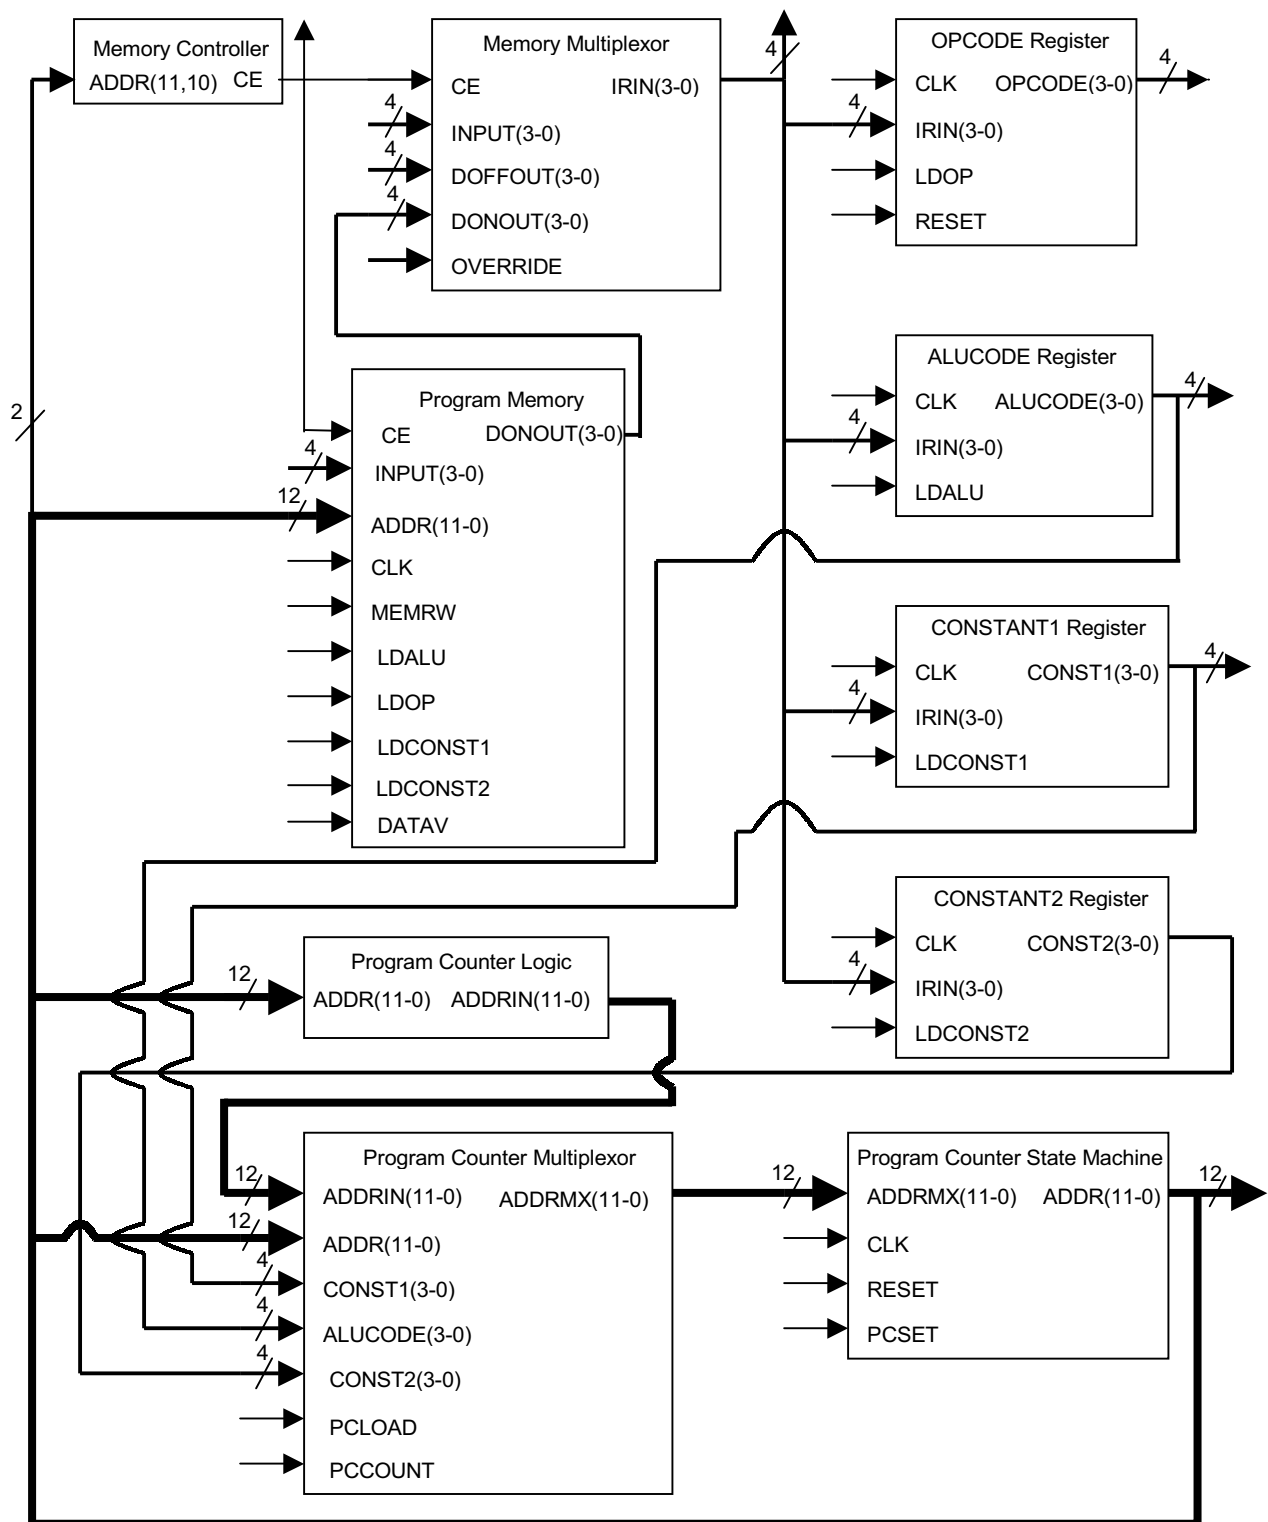 Memory Controller
ADDR(11,10) CE
Memory Multiplexor
CE IRIN(3-0)
4
INPUT(3-0)
4
DOFFOUT(3-0)
4
DONOUT(3-0)
OVERRIDE
4
OPCODE Register
CLK OPCODE(3-0)
4
4
IRIN(3-0)
LDOP
RESET
2
Program Memory
CE DONOUT(3-0)
4
INPUT(3-0)
12
ADDR(11-0)
CLK
MEMRW
LDALU
LDOP
LDCONST1
LDCONST2
DATAV
ALUCODE Register
CLK ALUCODE(3-0)
4
4
IRIN(3-0)
LDALU
CONSTANT1 Register
CLK CONST1(3-0)
4
4
IRIN(3-0)
LDCONST1
CONSTANT2 Register
CLK CONST2(3-0)
4
IRIN(3-0)
LDCONST2
Program Counter Logic
12
ADDR(11-0) ADDRIN(11-0)
Program Counter Multiplexor
12
ADDRIN(11-0) ADDRMX(11-0)
12
ADDR(11-0)
4
CONST1(3-0)
4
ALUCODE(3-0)
4
CONST2(3-0)
PCLOAD
PCCOUNT
Program Counter State Machine
12
ADDRMX(11-0) ADDR(11-0)
12
CLK
RESET
PCSET